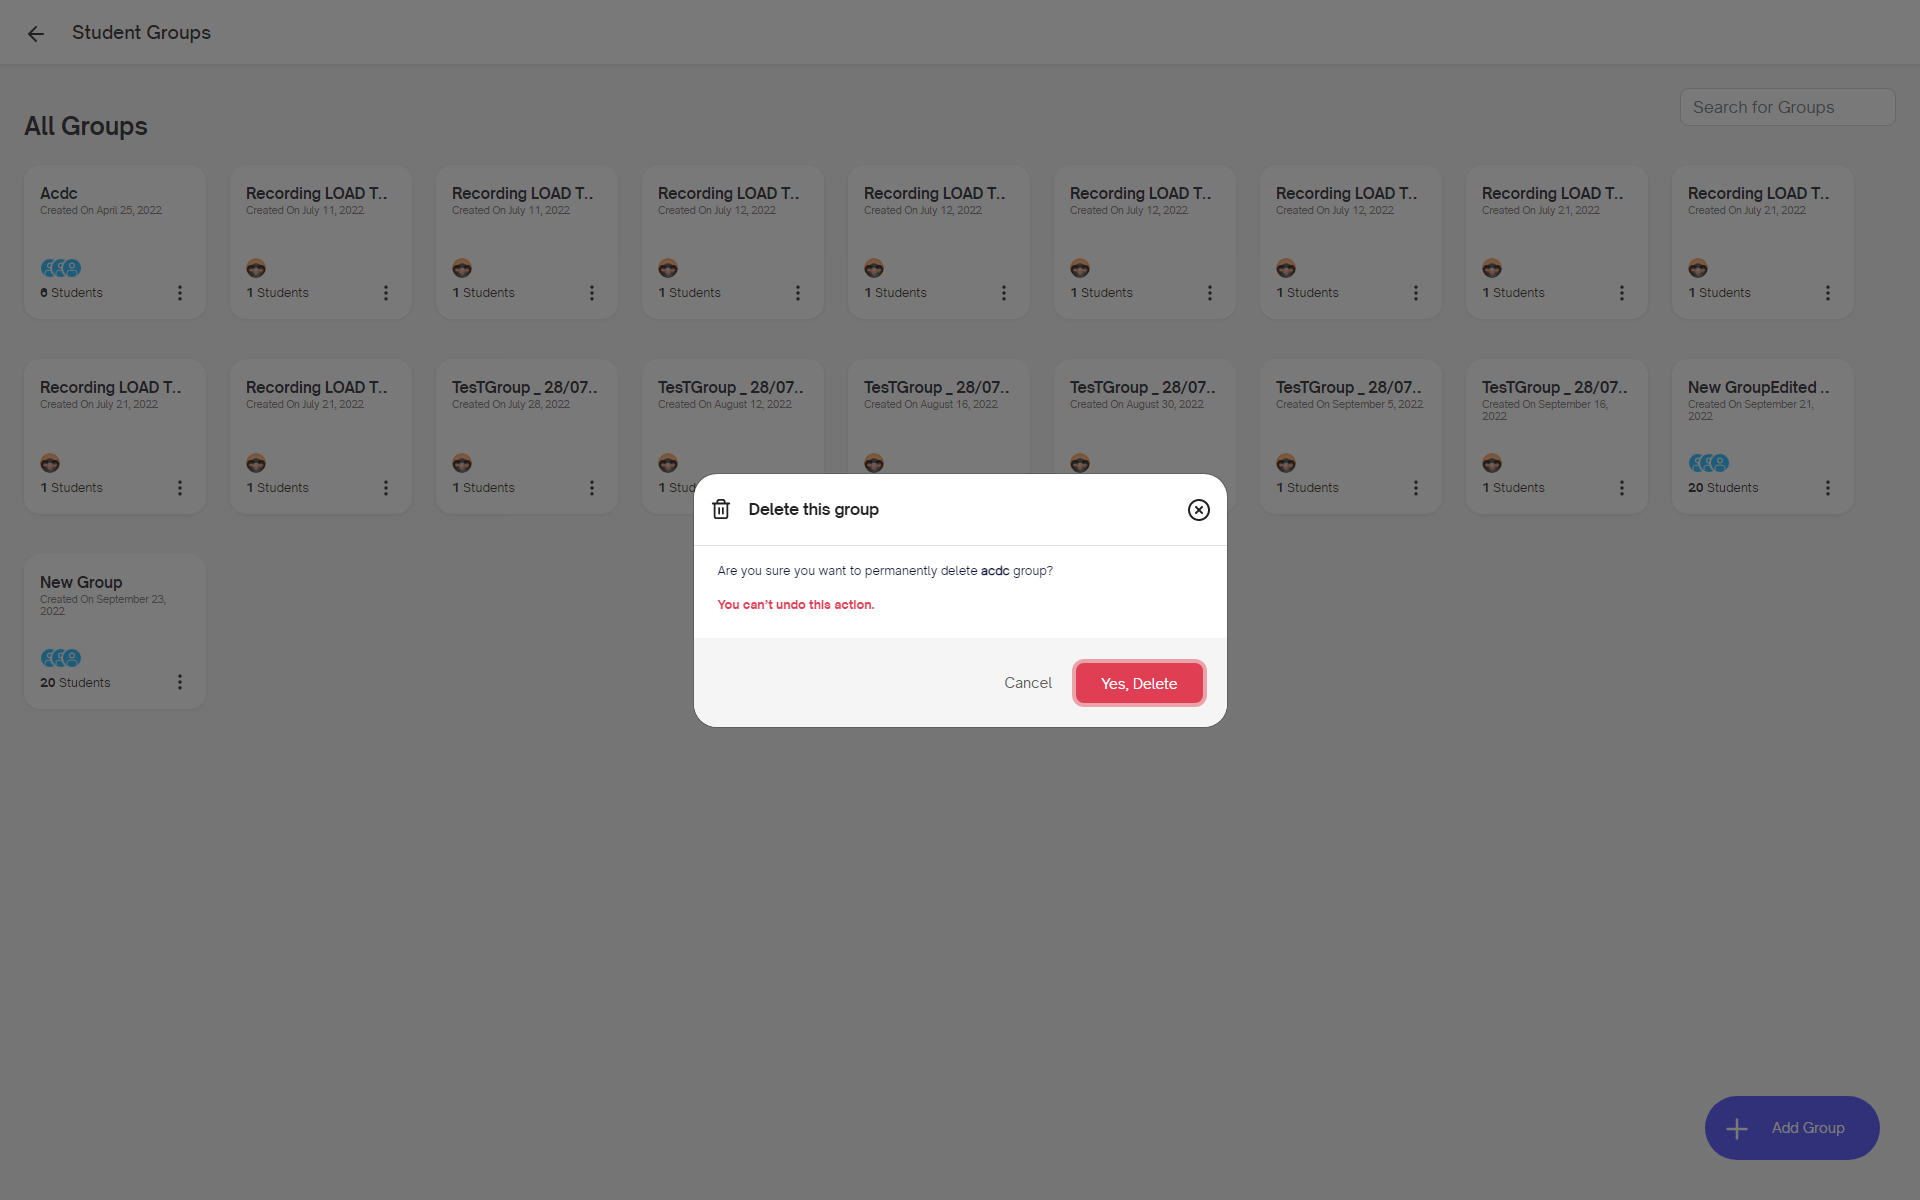 Student Groups
All Groups
Search for Groups
Acdc
Created On April 25, 2022
6 Students
Recording LOAD T..
Created On July 11, 2022
1 Students
Recording LOAD T..
Created On July 11, 2022
1 Students
Recording LOAD T..
Created On July 12, 2022
1 Students
Recording LOAD T..
Created On July 12, 2022
1 Students
Recording LOAD T..
Created On July 12, 2022
1 Students
Recording LOAD T..
Created On July 12, 2022
1 Students
Recording LOAD T..
Created On July 21, 2022
1 Students
Recording LOAD T..
Created On July 21, 2022
1 Students
Recording LOAD T..
Created On July 21, 2022
1 Students
Recording LOAD T..
Created On July 21, 2022
1 Students
TesTGroup _ 28/07..
Created On July 28, 2022
1 Students
TesTGroup _ 28/07..
Created On August 12, 2022
1 Stud
TesTGroup _ 28/07..
Created On August 16, 2022
TesTGroup _ 28/07..
Created On August 30, 2022
TesTGroup _ 28/07..
Created On September 5, 2022
1 Students
TesTGroup _ 28/07..
Created On September 16,
2022
1 Students
New GroupEdited ..
Created On September 21,
2022
20 Students
New Group
Created On September 23,
2022
20 Students
Delete this group
Are you sure you want to permanently delete acdc group?
You can't undo this action.
Cancel
Yes, Delete
Add Group